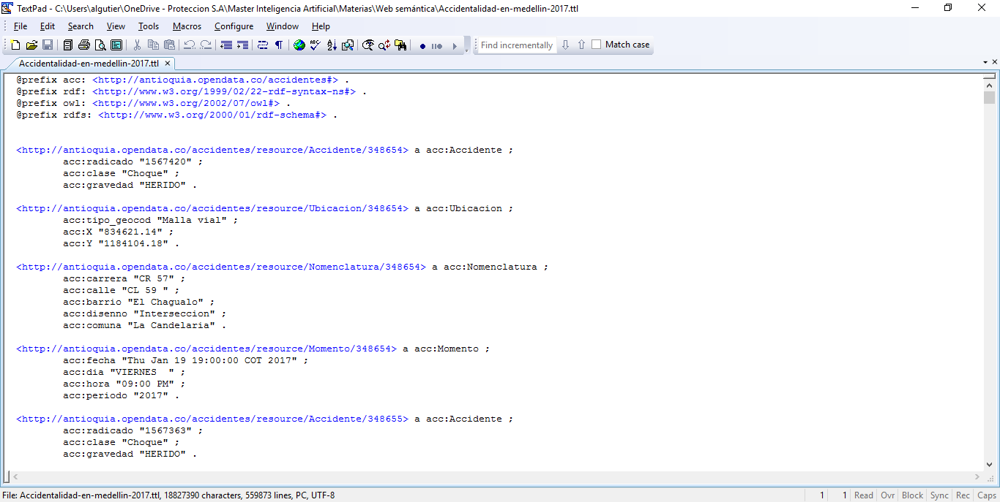 TextPad - C:\Users\algutier\OneDrive - Proteccion S.A\Master Inteligencia Artificial\Materias\Web semántica\Accidentalidad-en-medellin-2017.ttl
File Edit Search View Tools Macros Configure Window Help
Find incrementally Match case
Accidentalidad-en-medellin-2017.ttl
@prefix acc: <http://antioquia.opendata.co/accidentes#> .
@prefix rdf: <http://www.w3.org/1999/02/22-rdf-syntax-ns#> .
@prefix owl: <http://www.w3.org/2002/07/owl#> .
@prefix rdfs: <http://www.w3.org/2000/01/rdf-schema#> .
<http://antioquia.opendata.co/accidentes/resource/Accidente/348654> a acc:Accidente ;
acc:radicado "1567420" ;
acc:clase "Choque" ;
acc:gravedad "HERIDO" .
<http://antioquia.opendata.co/accidentes/resource/Ubicacion/348654> a acc:Ubicacion ;
acc:tipo_geocod "Malla vial" ;
acc:X "834621.14" ;
acc:Y "1184104.18" .
<http://antioquia.opendata.co/accidentes/resource/Nomenclatura/348654> a acc:Nomenclatura ;
acc:carrera "CR 57" ;
acc:calle "CL 59 " ;
acc:barrio "El Chagualo" ;
acc:disenno "Interseccion" ;
acc:comuna "La Candelaria" .
<http://antioquia.opendata.co/accidentes/resource/Momento/348654> a acc:Momento ;
acc:fecha "Thu Jan 19 19:00:00 COT 2017" ;
acc:dia "VIERNES  " ;
acc:hora "09:00 PM" ;
acc:periodo "2017" .
<http://antioquia.opendata.co/accidentes/resource/Accidente/348655> a acc:Accidente ;
acc:radicado "1567363" ;
acc:clase "Choque" ;
acc:gravedad "HERIDO" .
File: Accidentalidad-en-medellin-2017.ttl, 18827390 characters, 559873 lines, PC, UTF-8 1 1 Read Ovr Block Sync Rec Caps